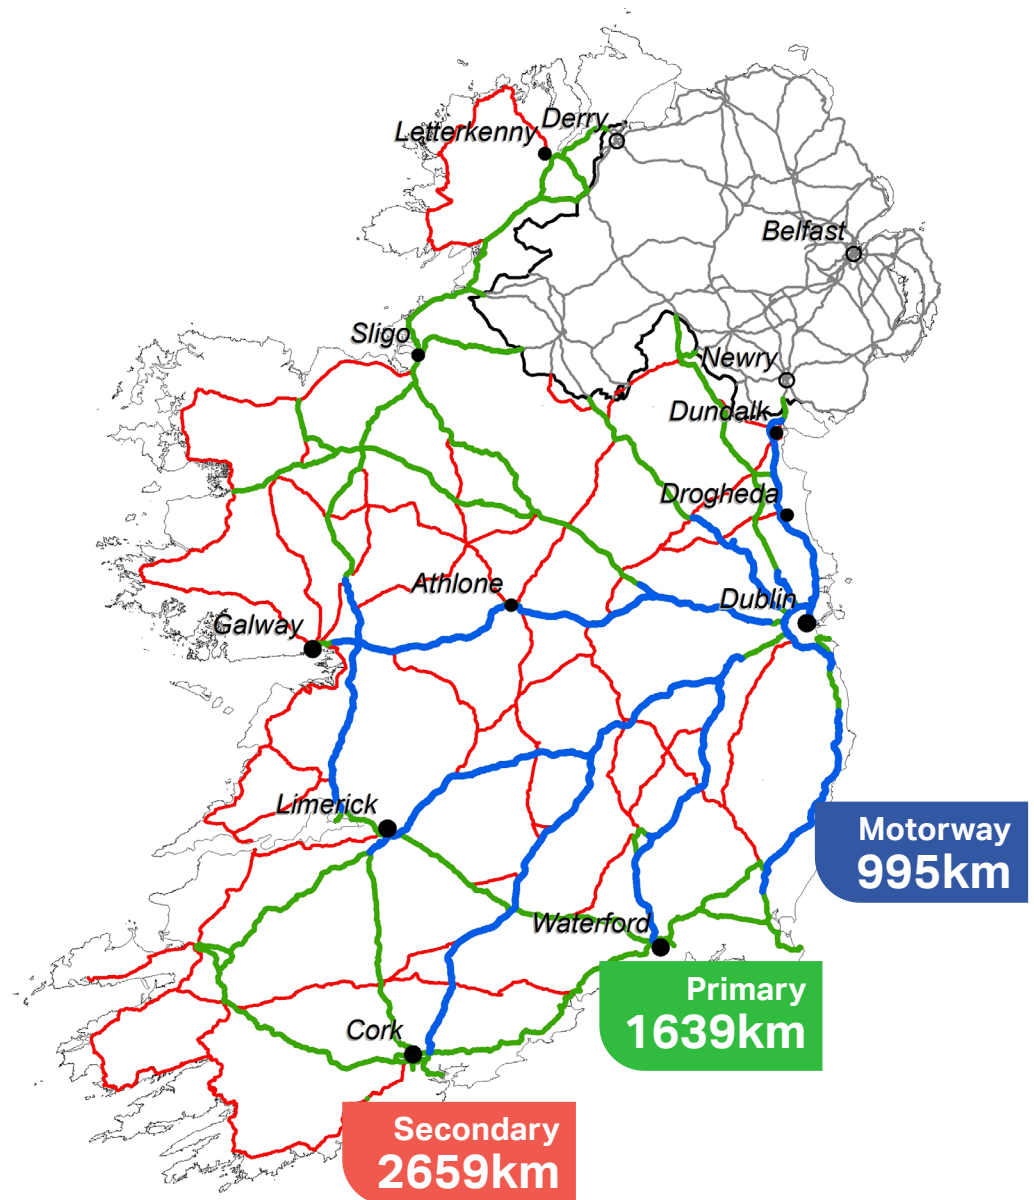 Derry
Letterkenny
Belfast
Sligo
Newry
Dundalk
Drogheda
Athlone
Dublin
Galway
Limerick
Motorway
995km
Waterford
Primary
1639km
Cork
Secondary
2659km